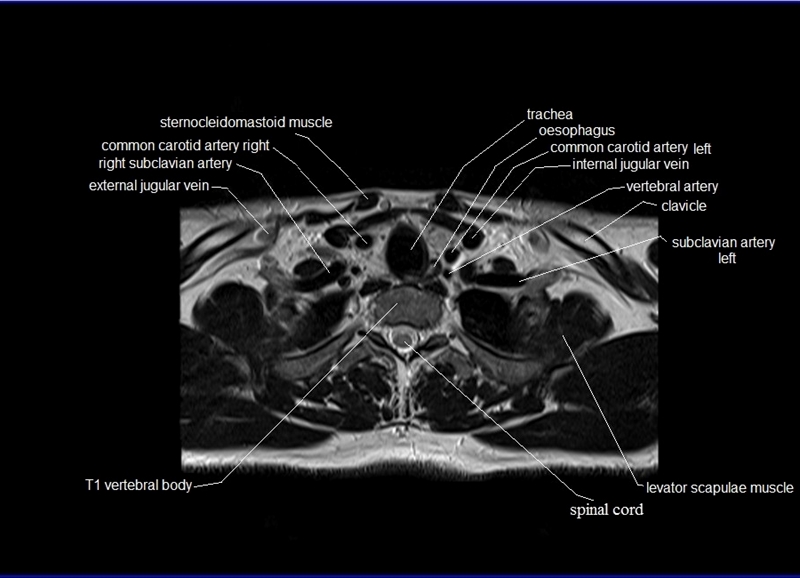 sternocleidomastoid muscle
common carotid artery right
right subclavian artery
external jugular vein
trachea
oesophagus
common carotid artery left
internal jugular vein
vertebral artery
clavicle
subclavian artery
left
T1 vertebral body
levator scapulae muscle
spinal cord